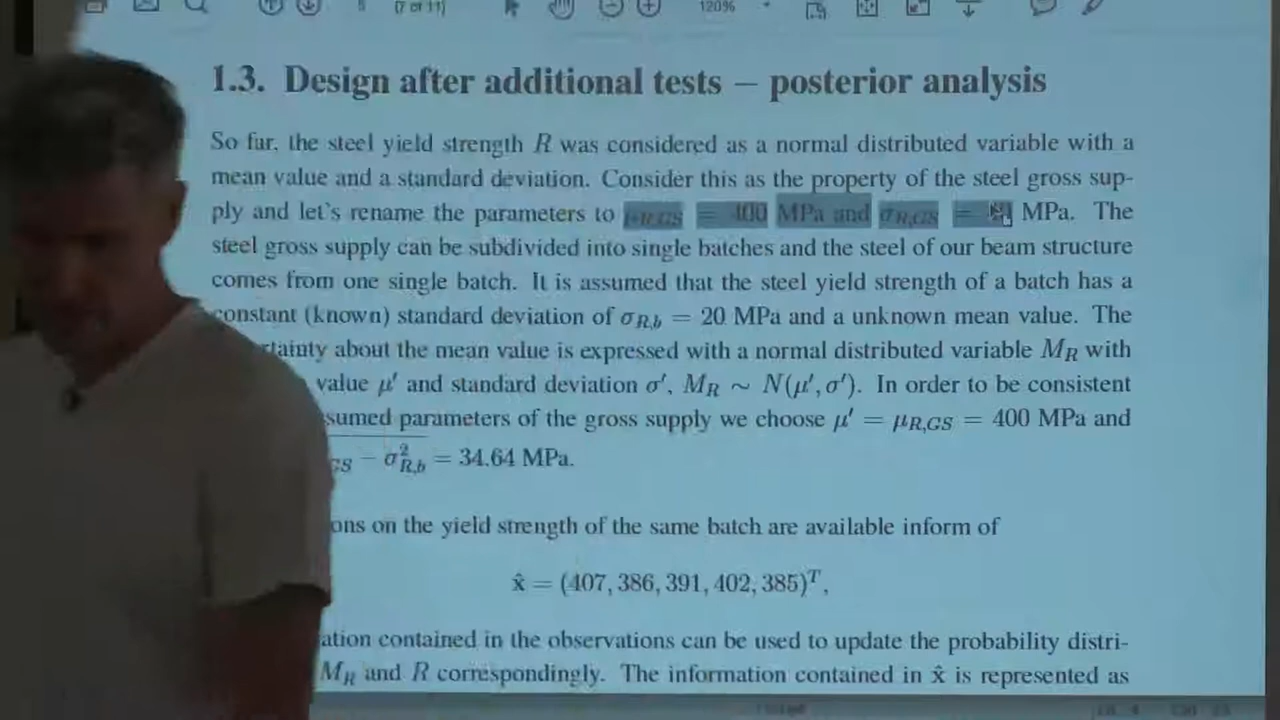 (7 of 11)
120%
1.3. Design after additional tests – posterior analysis
So far, the steel yield strength R was considered as a normal distributed variable with a
mean value and a standard deviation. Consider this as the property of the steel gross sup-
ply and let's rename the parameters to μR,GS = 400 MPa and σR,GS = MPa. The
steel gross supply can be subdivided into single batches and the steel of our beam structure
comes from one single batch. It is assumed that the steel yield strength of a batch has a
constant (known) standard deviation of σR,b = 20 MPa and a unknown mean value. The
rtainty about the mean value is expressed with a normal distributed variable MR with
value μ′ and standard deviation σ′, MR ∼ N(μ′, σ′). In order to be consistent
sumed parameters of the gross supply we choose μ′ = μR,GS = 400 MPa and
GS − σ²R,b = 34.64 MPa.
ons on the yield strength of the same batch are available inform of
x̂ = (407, 386, 391, 402, 385)ᵀ,
ation contained in the observations can be used to update the probability distri-
MR and R correspondingly. The information contained in x̂ is represented as